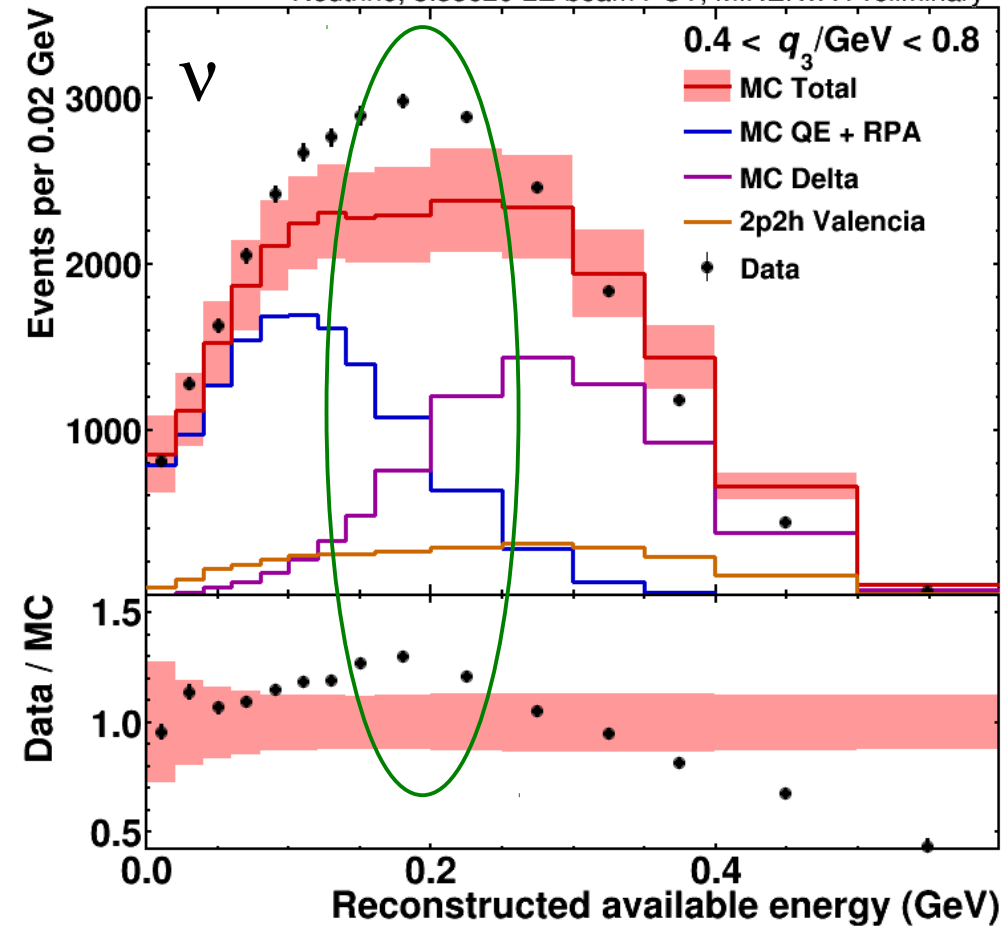 ν
0.4 < q3/GeV < 0.8
MC Total
MC QE + RPA
MC Delta
2p2h Valencia
Data
Events per 0.02 GeV
3000
2000
1000
Data / MC
1.5
1.0
0.5
0.0 0.2 0.4
Reconstructed available energy (GeV)